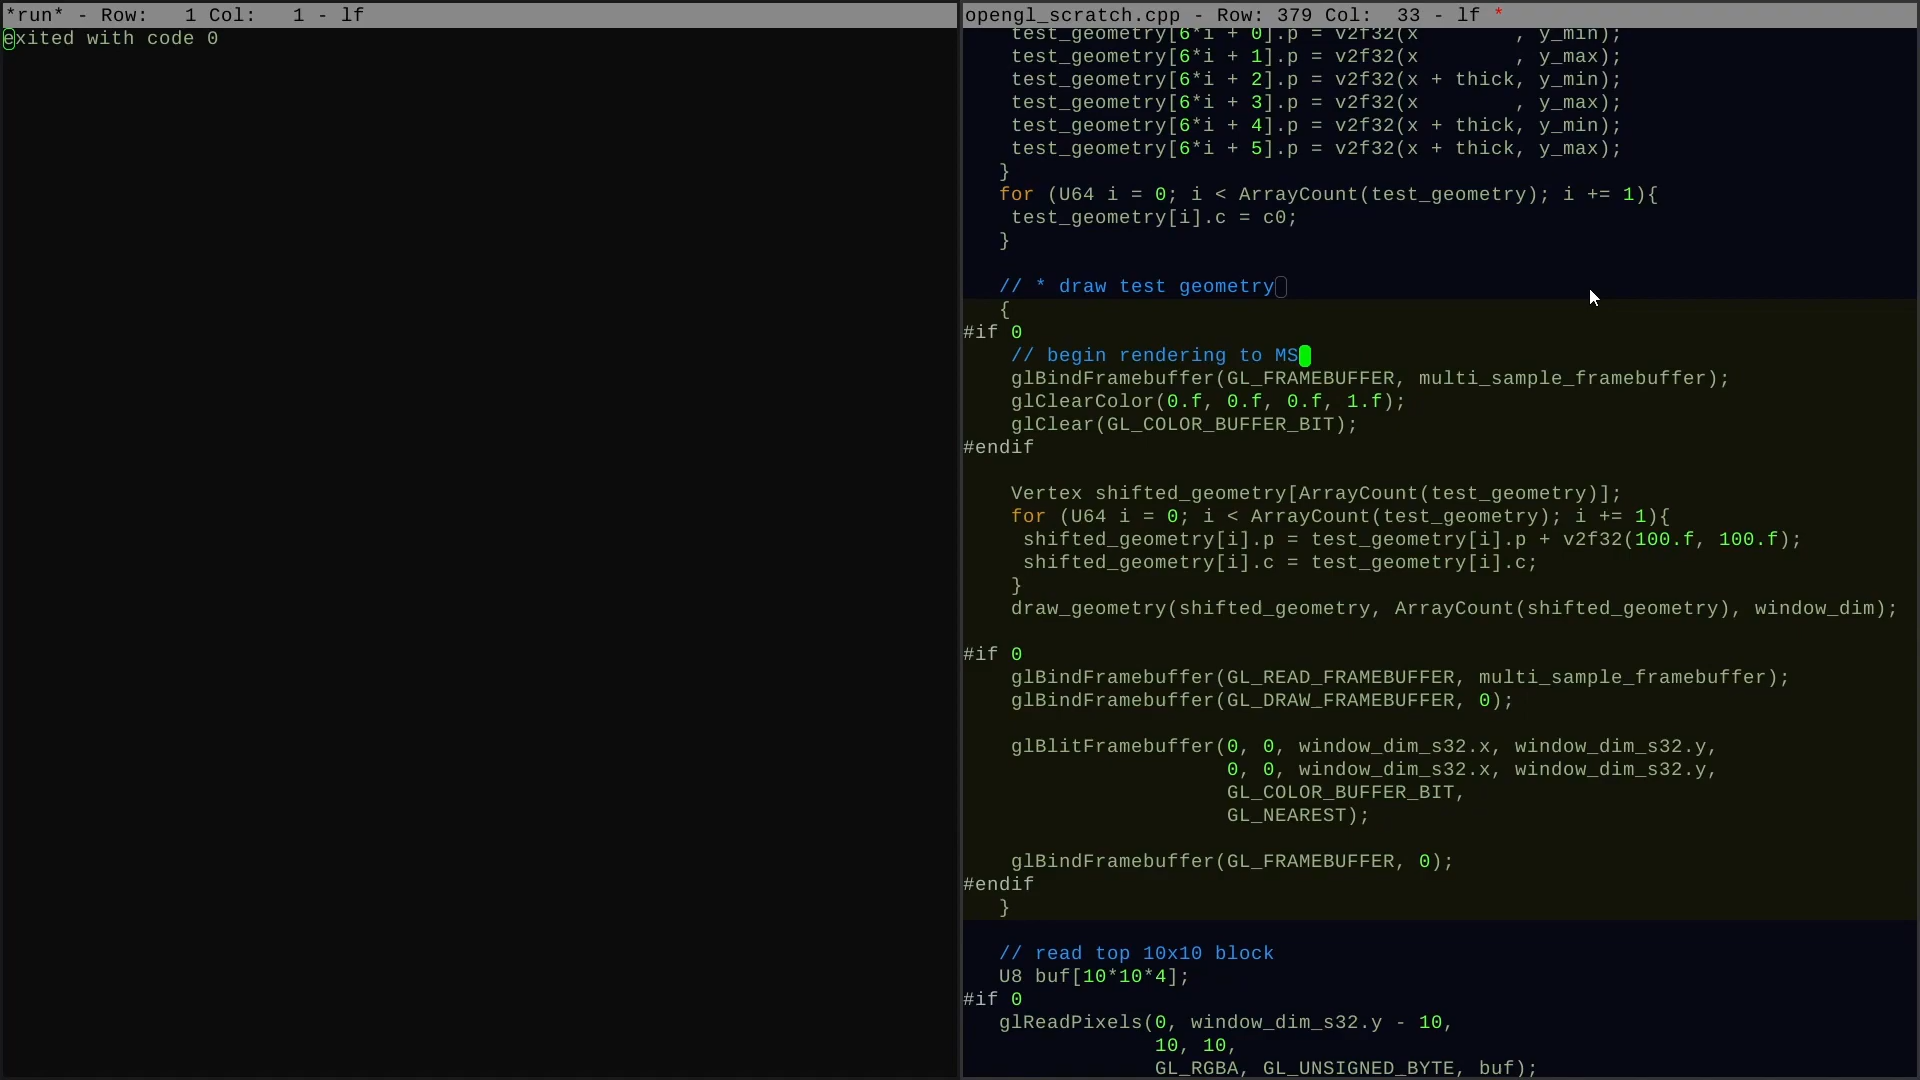 *run* - Row:   1 Col:   1 - lf
exited with code 0
opengl_scratch.cpp - Row: 379 Col:  33 - lf *
test_geometry[6*i + 0].p = v2f32(x        , y_min);
test_geometry[6*i + 1].p = v2f32(x        , y_max);
test_geometry[6*i + 2].p = v2f32(x + thick, y_min);
test_geometry[6*i + 3].p = v2f32(x        , y_max);
test_geometry[6*i + 4].p = v2f32(x + thick, y_min);
test_geometry[6*i + 5].p = v2f32(x + thick, y_max);
}
for (U64 i = 0; i < ArrayCount(test_geometry); i += 1){
test_geometry[i].c = c0;
}
// * draw test geometry
{
#if 0
// begin rendering to MS
glBindFramebuffer(GL_FRAMEBUFFER, multi_sample_framebuffer);
glClearColor(0.f, 0.f, 0.f, 1.f);
glClear(GL_COLOR_BUFFER_BIT);
#endif
Vertex shifted_geometry[ArrayCount(test_geometry)];
for (U64 i = 0; i < ArrayCount(test_geometry); i += 1){
shifted_geometry[i].p = test_geometry[i].p + v2f32(100.f, 100.f);
shifted_geometry[i].c = test_geometry[i].c;
}
draw_geometry(shifted_geometry, ArrayCount(shifted_geometry), window_dim);
#if 0
glBindFramebuffer(GL_READ_FRAMEBUFFER, multi_sample_framebuffer);
glBindFramebuffer(GL_DRAW_FRAMEBUFFER, 0);
glBlitFramebuffer(0, 0, window_dim_s32.x, window_dim_s32.y,
0, 0, window_dim_s32.x, window_dim_s32.y,
GL_COLOR_BUFFER_BIT,
GL_NEAREST);
glBindFramebuffer(GL_FRAMEBUFFER, 0);
#endif
}
// read top 10x10 block
U8 buf[10*10*4];
#if 0
glReadPixels(0, window_dim_s32.y - 10,
10, 10,
GL_RGBA, GL_UNSIGNED_BYTE, buf);